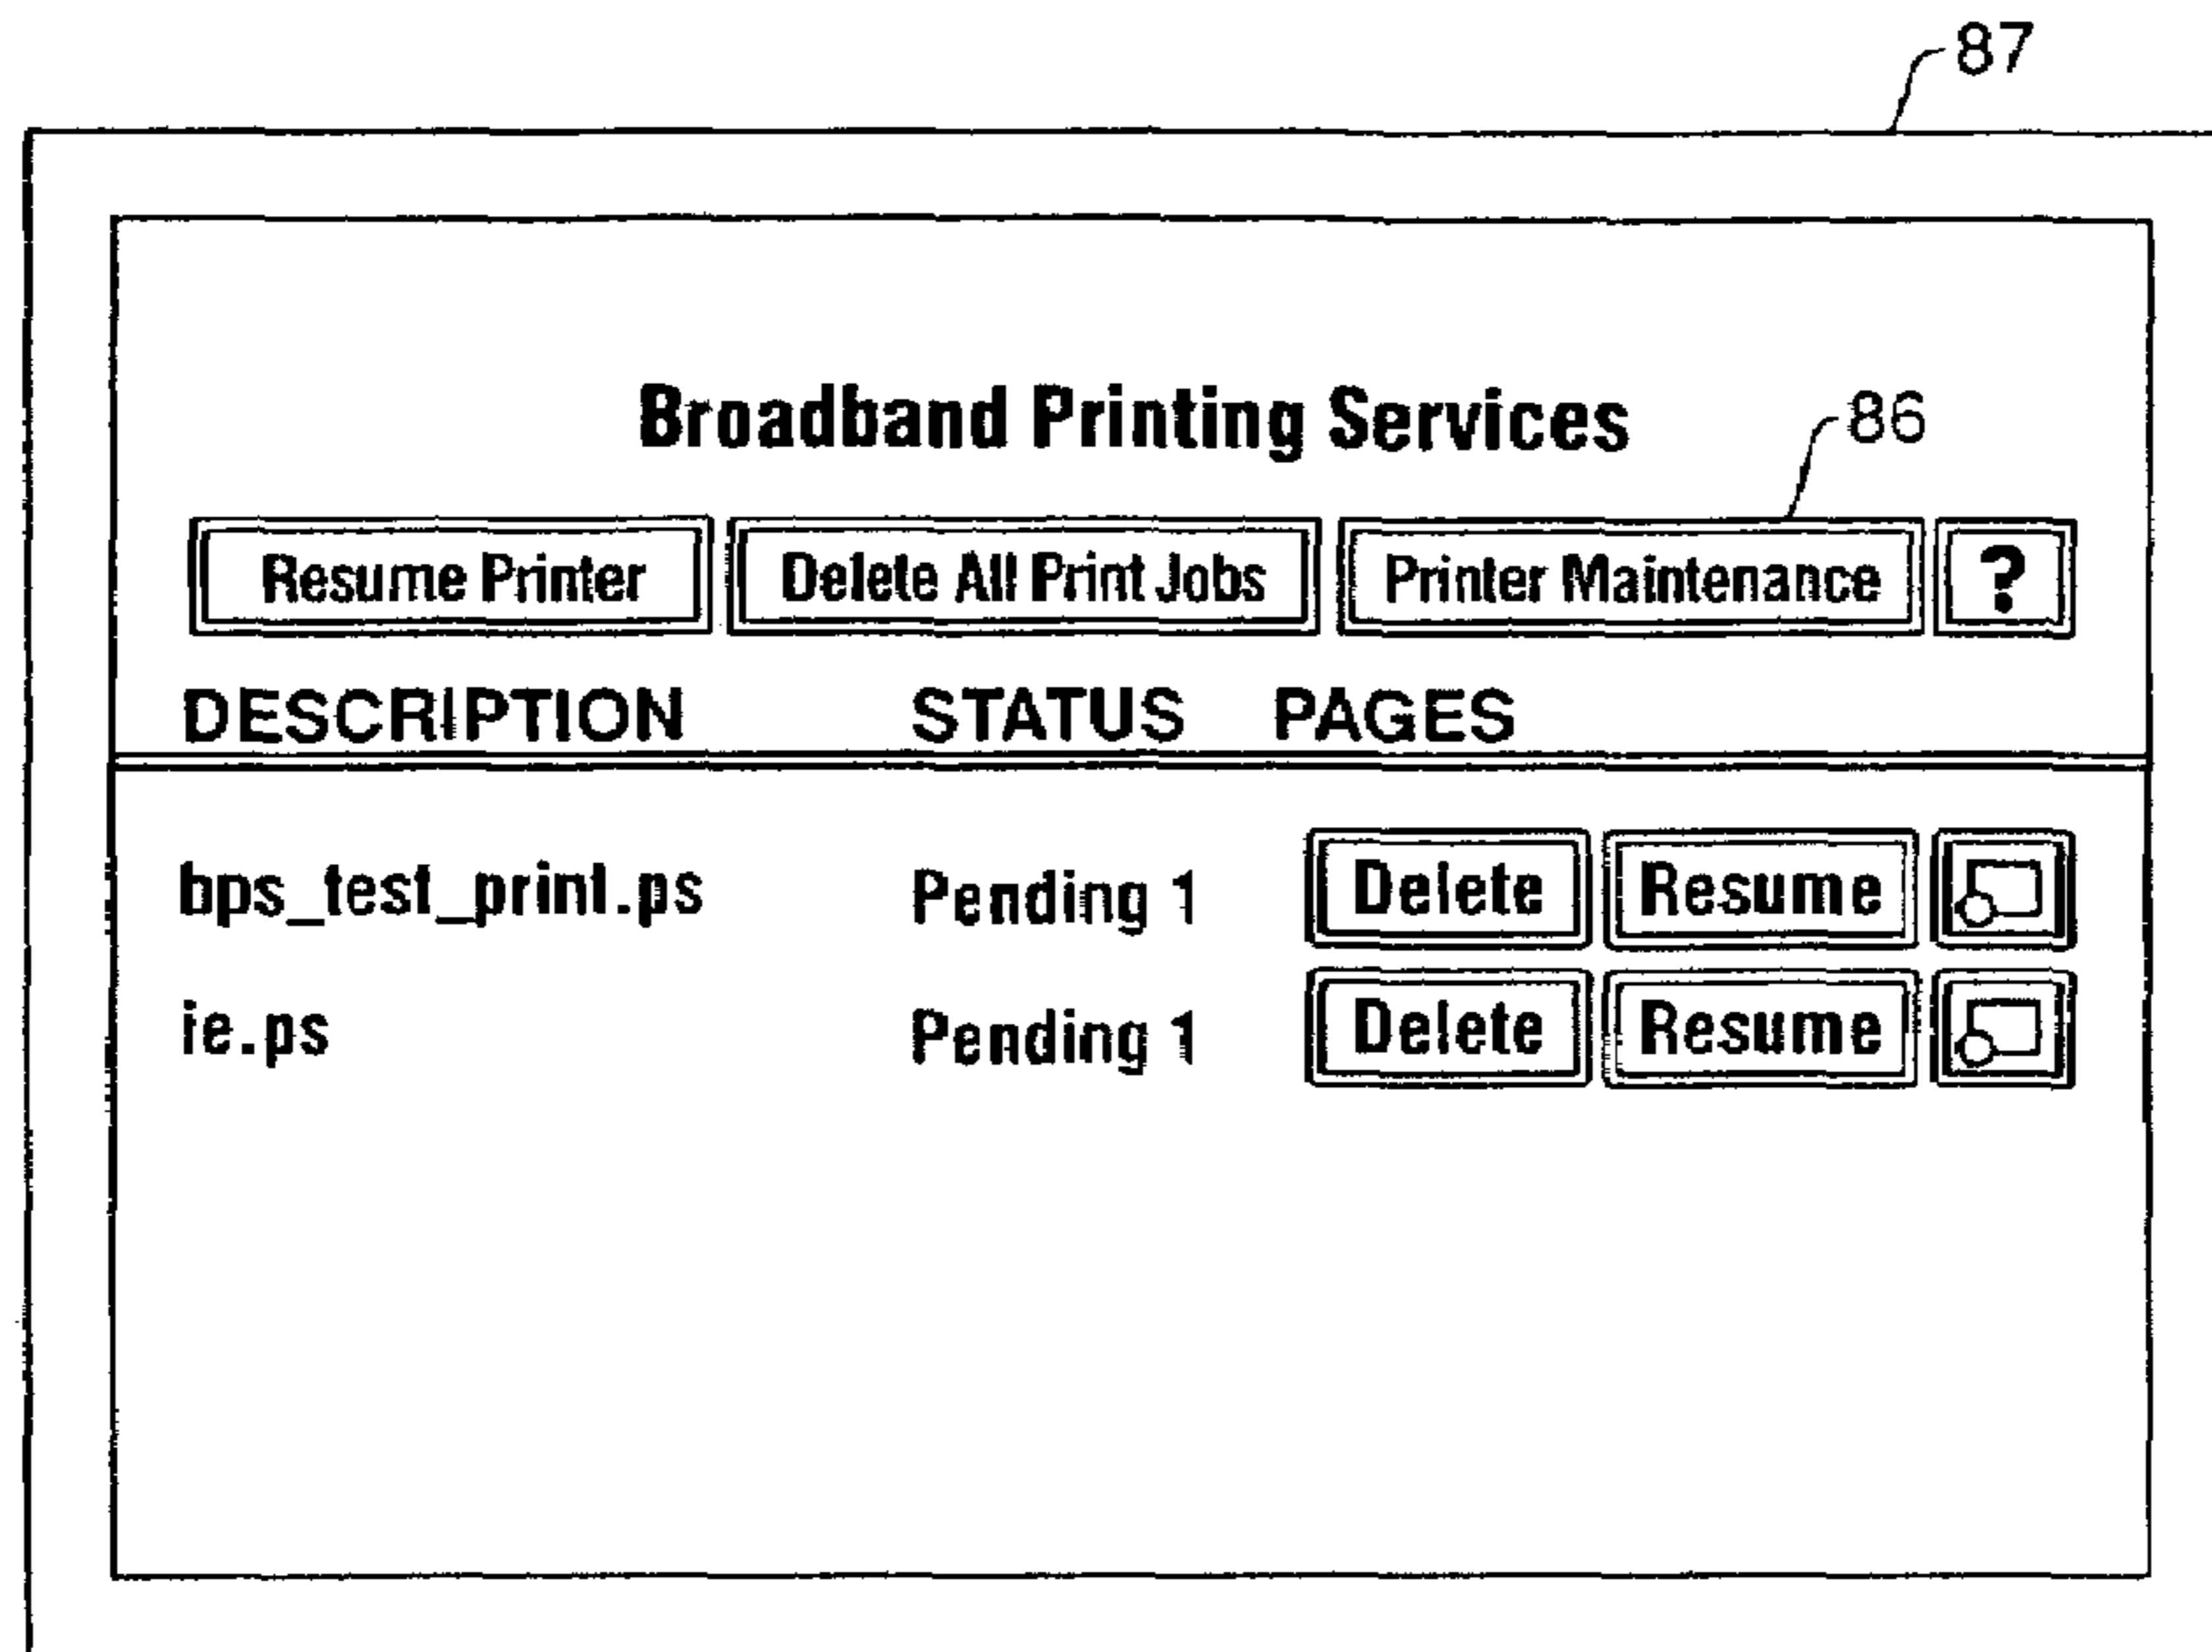 87
Broadband Printing Services
86
Resume Printer Delete All Print Jobs Printer Maintenance ?
DESCRIPTION STATUS PAGES
bps_test_print.ps Pending 1 Delete Resume
ie.ps Pending 1 Delete Resume